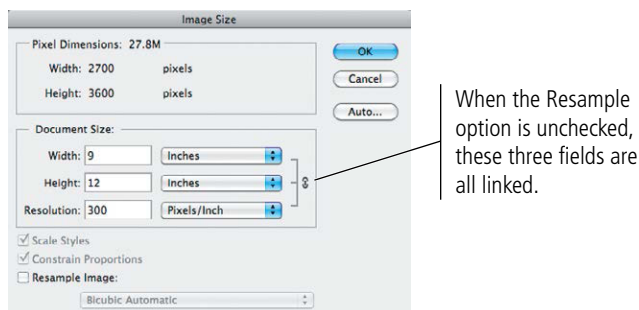 Image Size
Pixel Dimensions: 27.8M
Width: 2700 pixels
Height: 3600 pixels
OK
Cancel
Auto...
Document Size:
Width: 9 Inches
Height: 12 Inches
Resolution: 300 Pixels/Inch
Scale Styles
Constrain Proportions
Resample Image:
Bicubic Automatic
When the Resample
option is unchecked,
these three fields are
all linked.